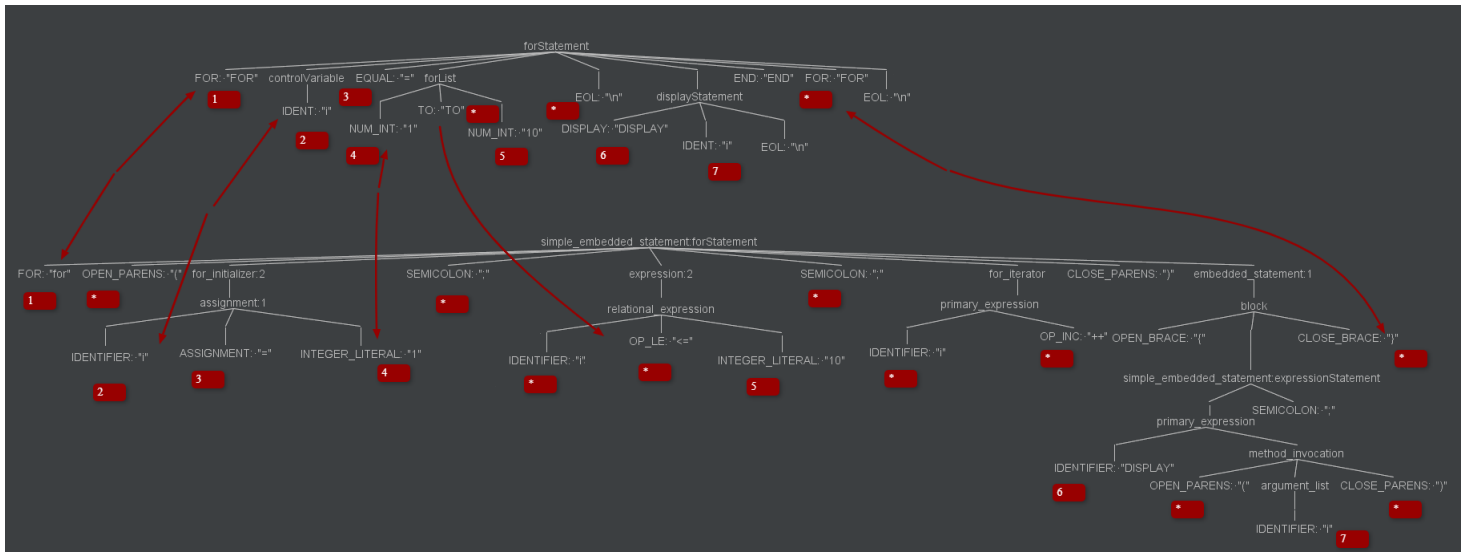 forStatement
FOR:·"FOR" controlVariable EQUAL:·"=" forList END:·"END" FOR:·"FOR"
1 3 * * EOL:·"\n" displayStatement * EOL:·"\n"
IDENT:·"i" TO:·"TO"
NUM_INT:·"1" NUM_INT:·"10" DISPLAY:·"DISPLAY"
2 IDENT:·"i" EOL:·"\n"
4 5 6
7
simple_embedded_statement:forStatement
FOR:·"for" OPEN_PARENS:·"(" for_initializer:2 SEMICOLON:·";" expression:2 SEMICOLON:·";" for_iterator CLOSE_PARENS:·")" embedded_statement:1
1 * assignment:1 * relational_expression * primary_expression block
IDENTIFIER:·"i" ASSIGNMENT:·"=" INTEGER_LITERAL:·"1" IDENTIFIER:·"i" OP_LE:·"<=" INTEGER_LITERAL:·"10" IDENTIFIER:·"i" OP_INC:·"++" OPEN_BRACE:·"{" CLOSE_BRACE:·"}"
2 3 4 * * 5 * * *
simple_embedded_statement:expressionStatement
SEMICOLON:·";"
primary_expression
method_invocation
IDENTIFIER:·"DISPLAY"
6 OPEN_PARENS:·"(" argument_list CLOSE_PARENS:·")"
* *
IDENTIFIER:·"i" 7